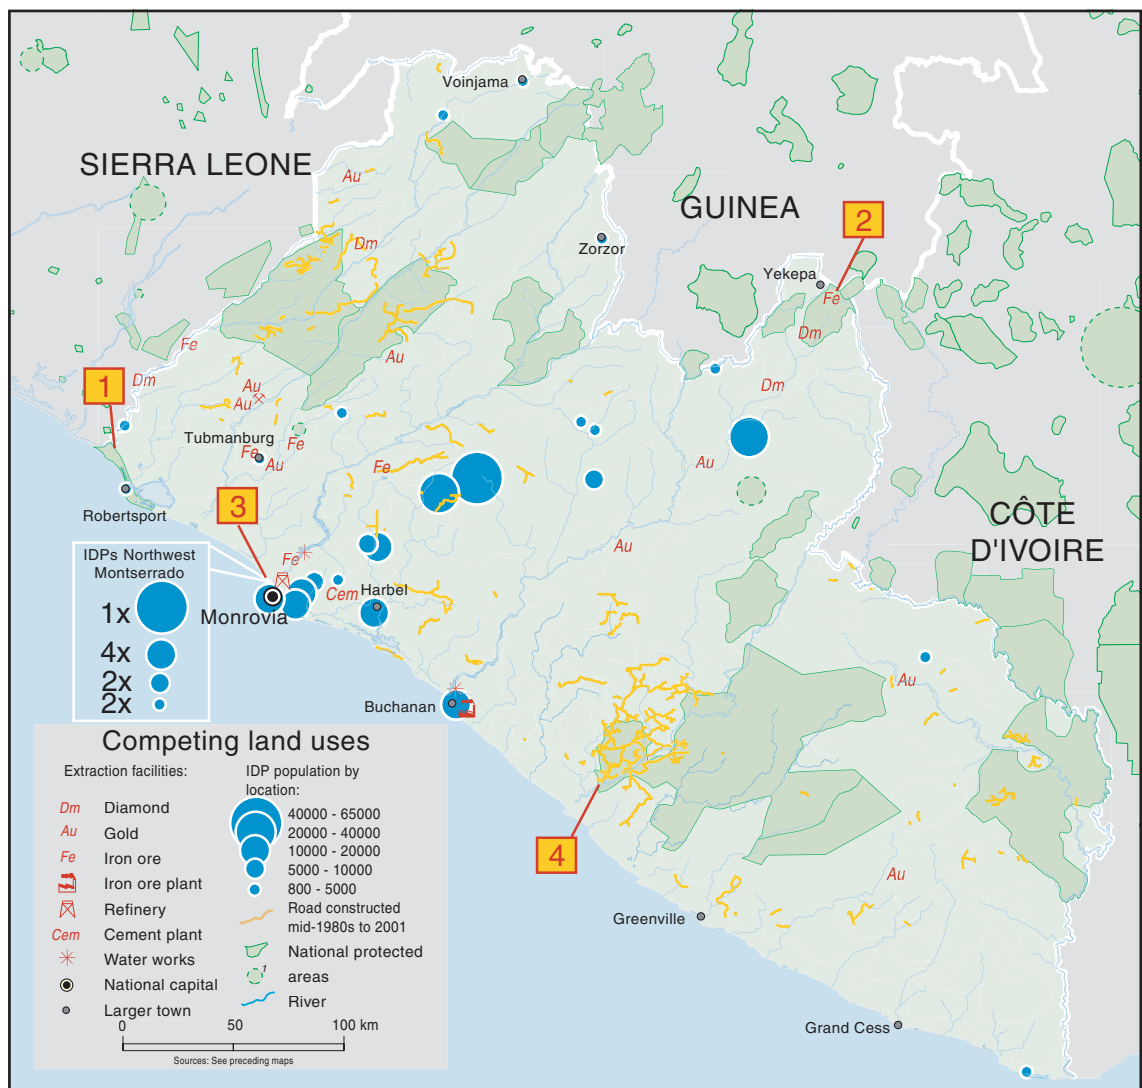 Voinjama
SIERRA LEONE
Au
GUINEA
2
Dm
Zorzor
Yekepa
Fe
Dm
Fe
Au
Dm
1
Au
Au
Dm
Tubmanburg
Fe
Fe
Au
Fe
Au
Robertsport
3
CÔTE
D'IVOIRE
Fe
Au
IDPs Northwest
Montserrado
1x
4x
2x
2x
Cem
Harbel
Monrovia
Au
Buchanan
4
Au
Greenville
Grand Cess
Competing land uses
Extraction facilities:
Dm Diamond
Au Gold
Fe Iron ore
Iron ore plant
Refinery
Cem Cement plant
Water works
National capital
Larger town
IDP population by
location:
40000 - 65000
20000 - 40000
10000 - 20000
5000 - 10000
800 - 5000
Road constructed
mid-1980s to 2001
National protected
1 areas
River
0 50 100 km
Sources: See preceding maps